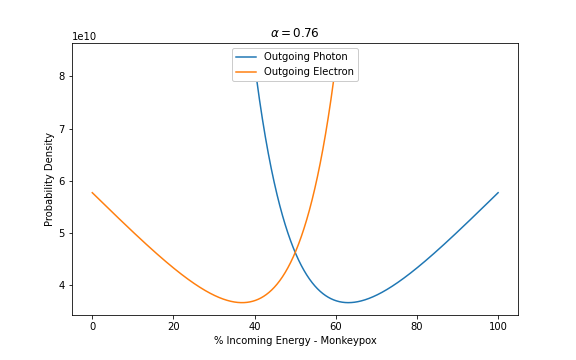 α = 0.76
1e10
Outgoing Photon
Outgoing Electron
8
7
6
5
4
Probability Density
0 20 40 60 80 100
% Incoming Energy - Monkeypox